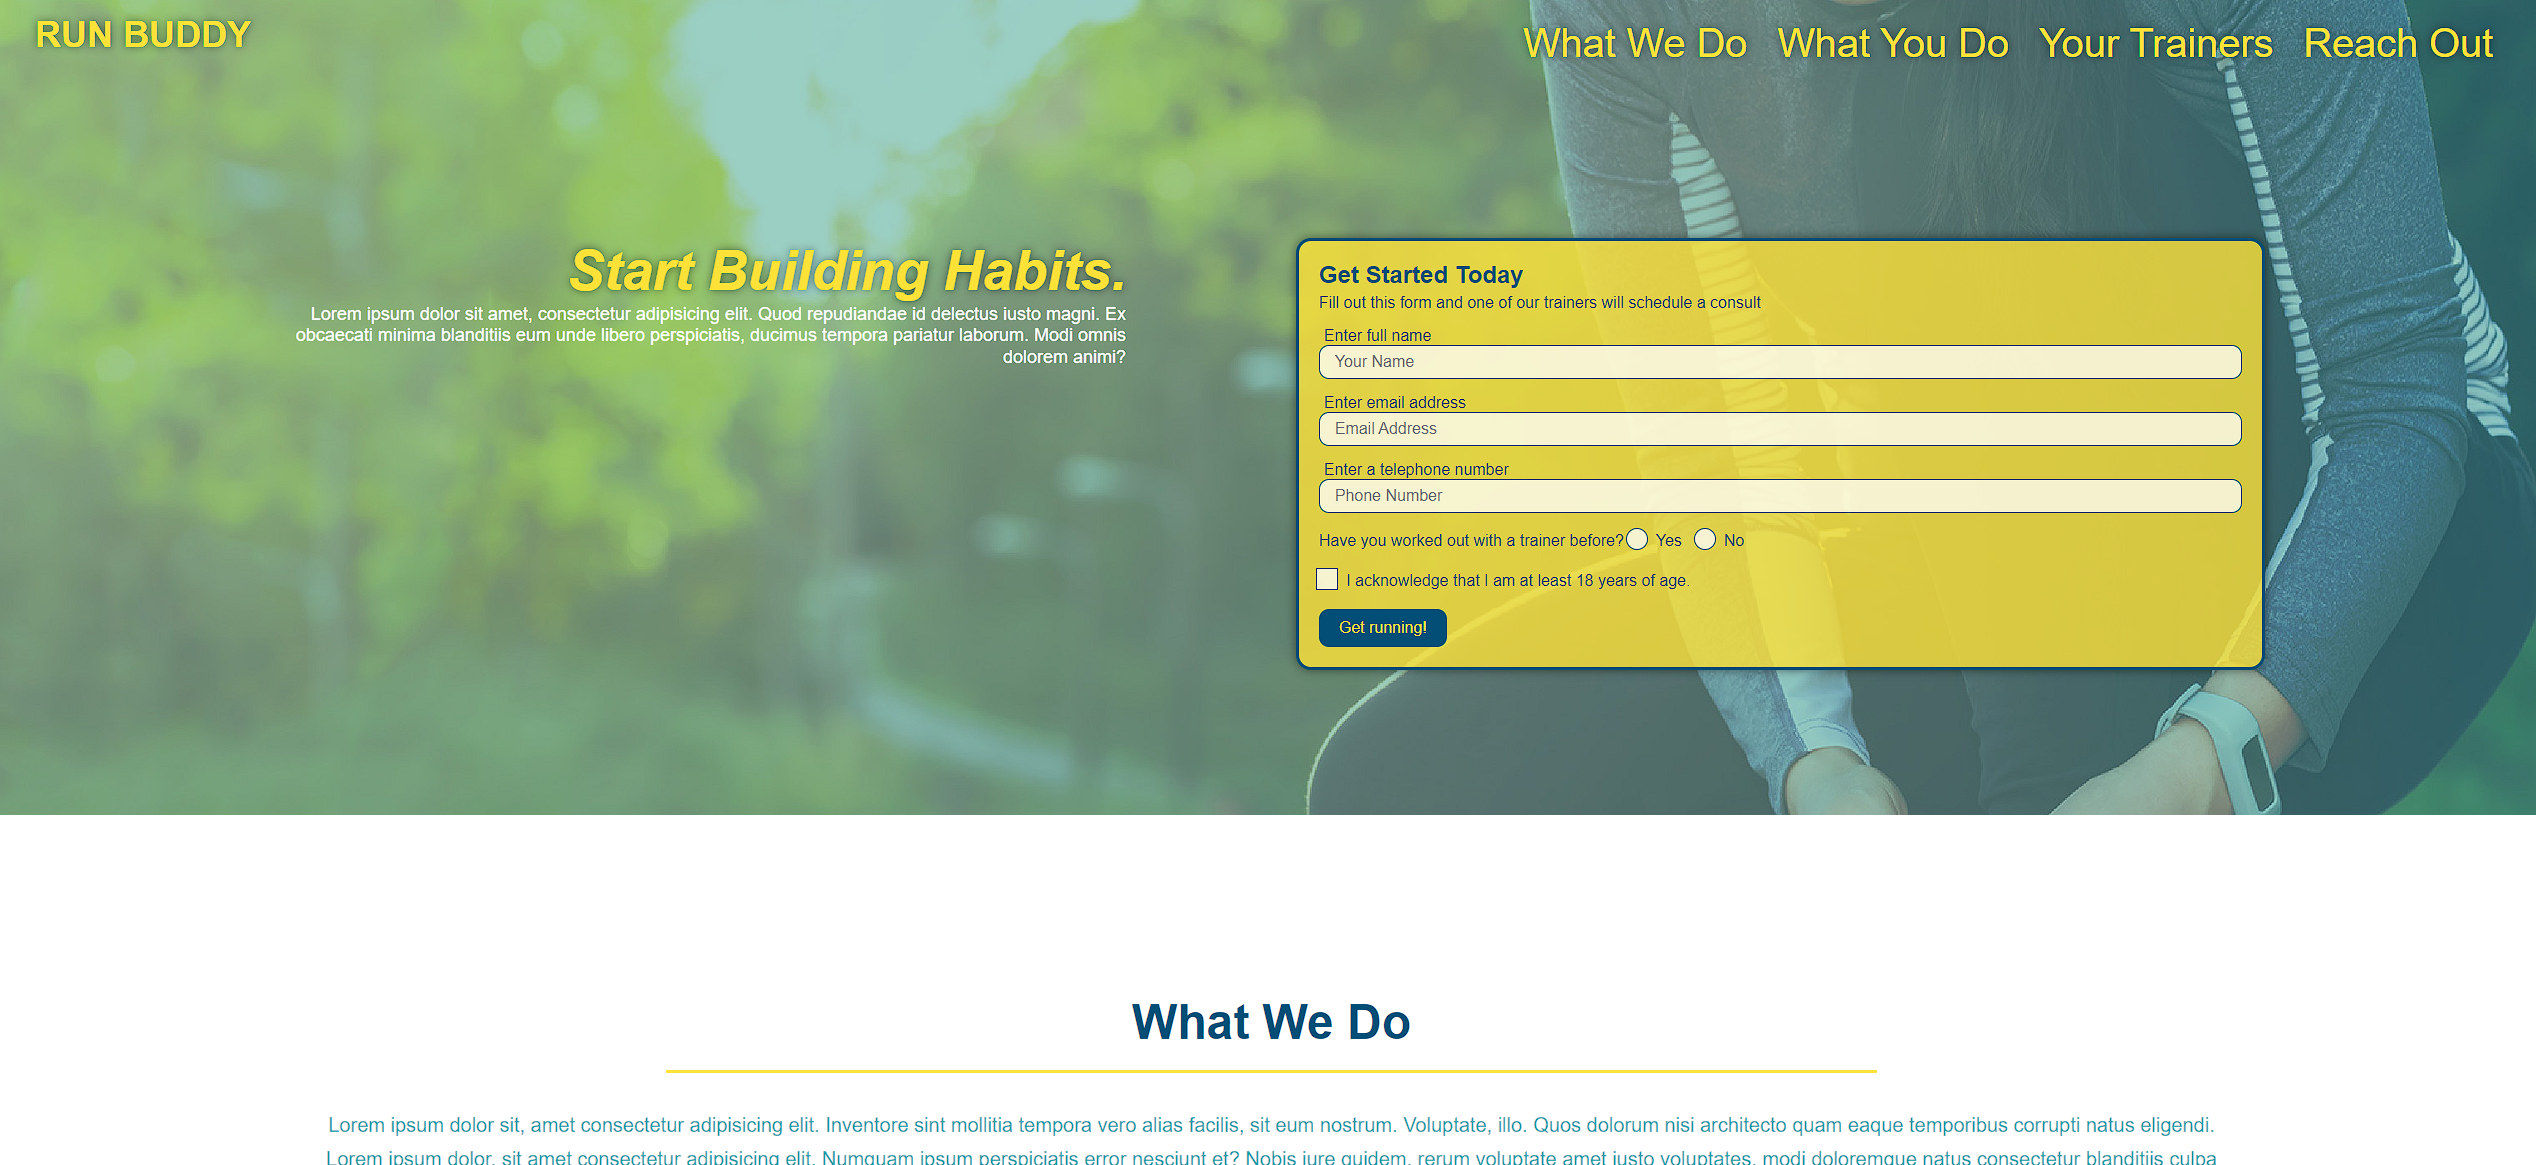 RUN BUDDY
What We Do What You Do Your Trainers Reach Out
Start Building Habits.
Lorem ipsum dolor sit amet, consectetur adipisicing elit. Quod repudiandae id delectus iusto magni. Ex
obcaecati minima blanditiis eum unde libero perspiciatis, ducimus tempora pariatur laborum. Modi omnis
dolorem animi?
Get Started Today
Fill out this form and one of our trainers will schedule a consult
Enter full name
Your Name
Enter email address
Email Address
Enter a telephone number
Phone Number
Have you worked out with a trainer before? Yes No
I acknowledge that I am at least 18 years of age.
Get running!
What We Do
Lorem ipsum dolor sit, amet consectetur adipisicing elit. Inventore sint mollitia tempora vero alias facilis, sit eum nostrum. Voluptate, illo. Quos dolorum nisi architecto quam eaque temporibus corrupti natus eligendi.
Lorem ipsum dolor, sit amet consectetur adipisicing elit. Numquam ipsum perspiciatis error nesciunt et? Nobis iure quidem, rerum voluptate amet iusto voluptates, modi doloremque natus consectetur blanditiis culpa